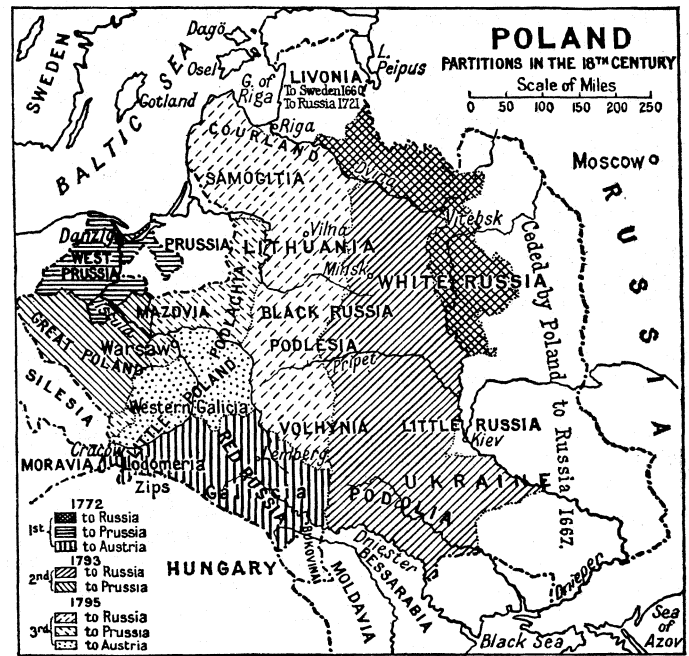 POLAND
PARTITIONS IN THE 18TH CENTURY
Scale of Miles
0 50 100 150 200 250
SWEDEN
BALTIC SEA
Dagö
Osel
Gotland
G. of
Riga
LIVONIA
To Sweden 1660
To Russia 1721
L.
Peipus
Riga
COURLAND
Dvina
SAMOGITIA
Moscow
RUSSIA
Vitebsk
Danzig
WEST
PRUSSIA
PRUSSIA
LITHUANIA
Vilna
Minsk
WHITE RUSSIA
Ceded by Poland to Russia 1667.
MAZOVIA
PODLACHIA
BLACK RUSSIA
GREAT POLAND
Warsaw
PODLESIA
Pripet
SILESIA
LITTLE POLAND
Western Galicia
VOLHYNIA
LITTLE RUSSIA
Kiev
Cracow
MORAVIA
Lodomeria
Zips
RED RUSSIA
Lemberg
Galicia
UKRAINE
PODOLIA
BUKOVINA
Dniester
BESSARABIA
MOLDAVIA
HUNGARY
Dnieper
Black Sea
Sea
of
Azov
1772
1st
to Russia
to Prussia
to Austria
1793
2nd
to Russia
to Prussia
1795
3rd
to Russia
to Prussia
to Austria